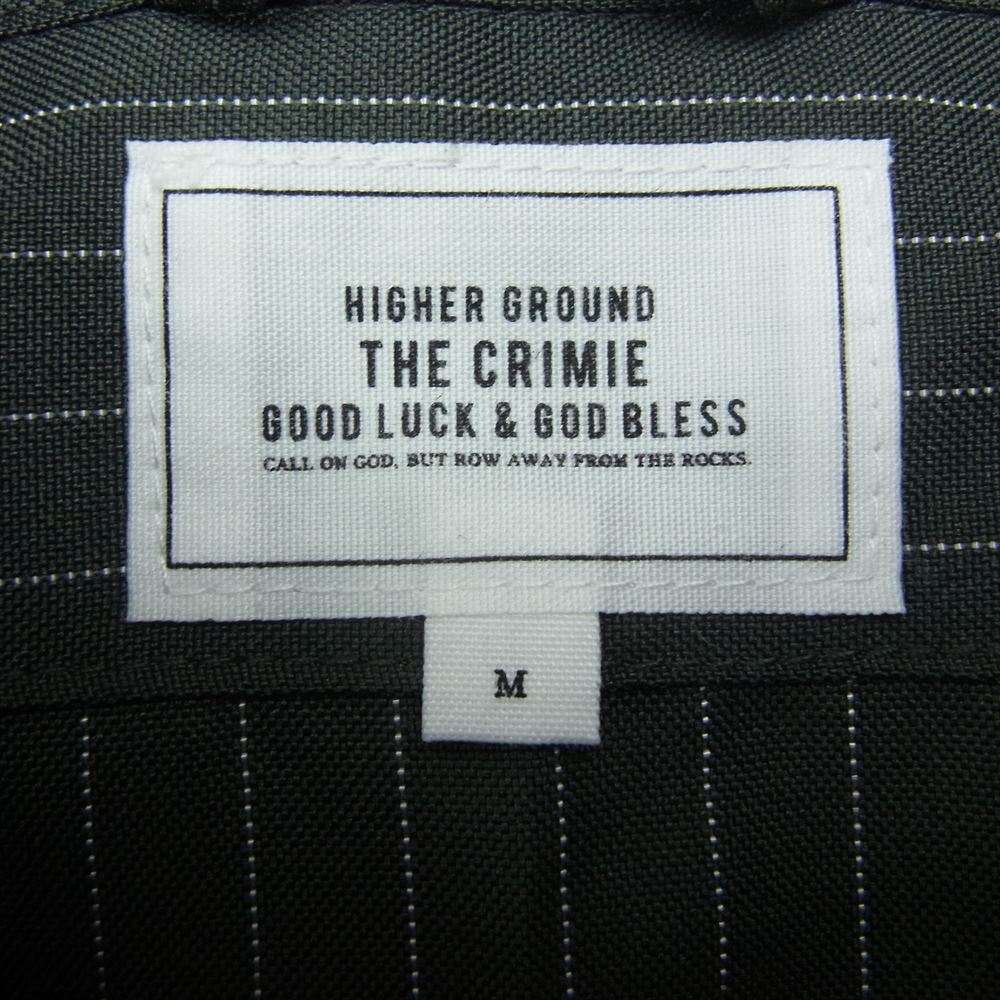 HIGHER GROUND
THE CRIMIE
GOOD LUCK & GOD BLESS
CALL ON GOD, BUT ROW AWAY FROM THE ROCKS.
M